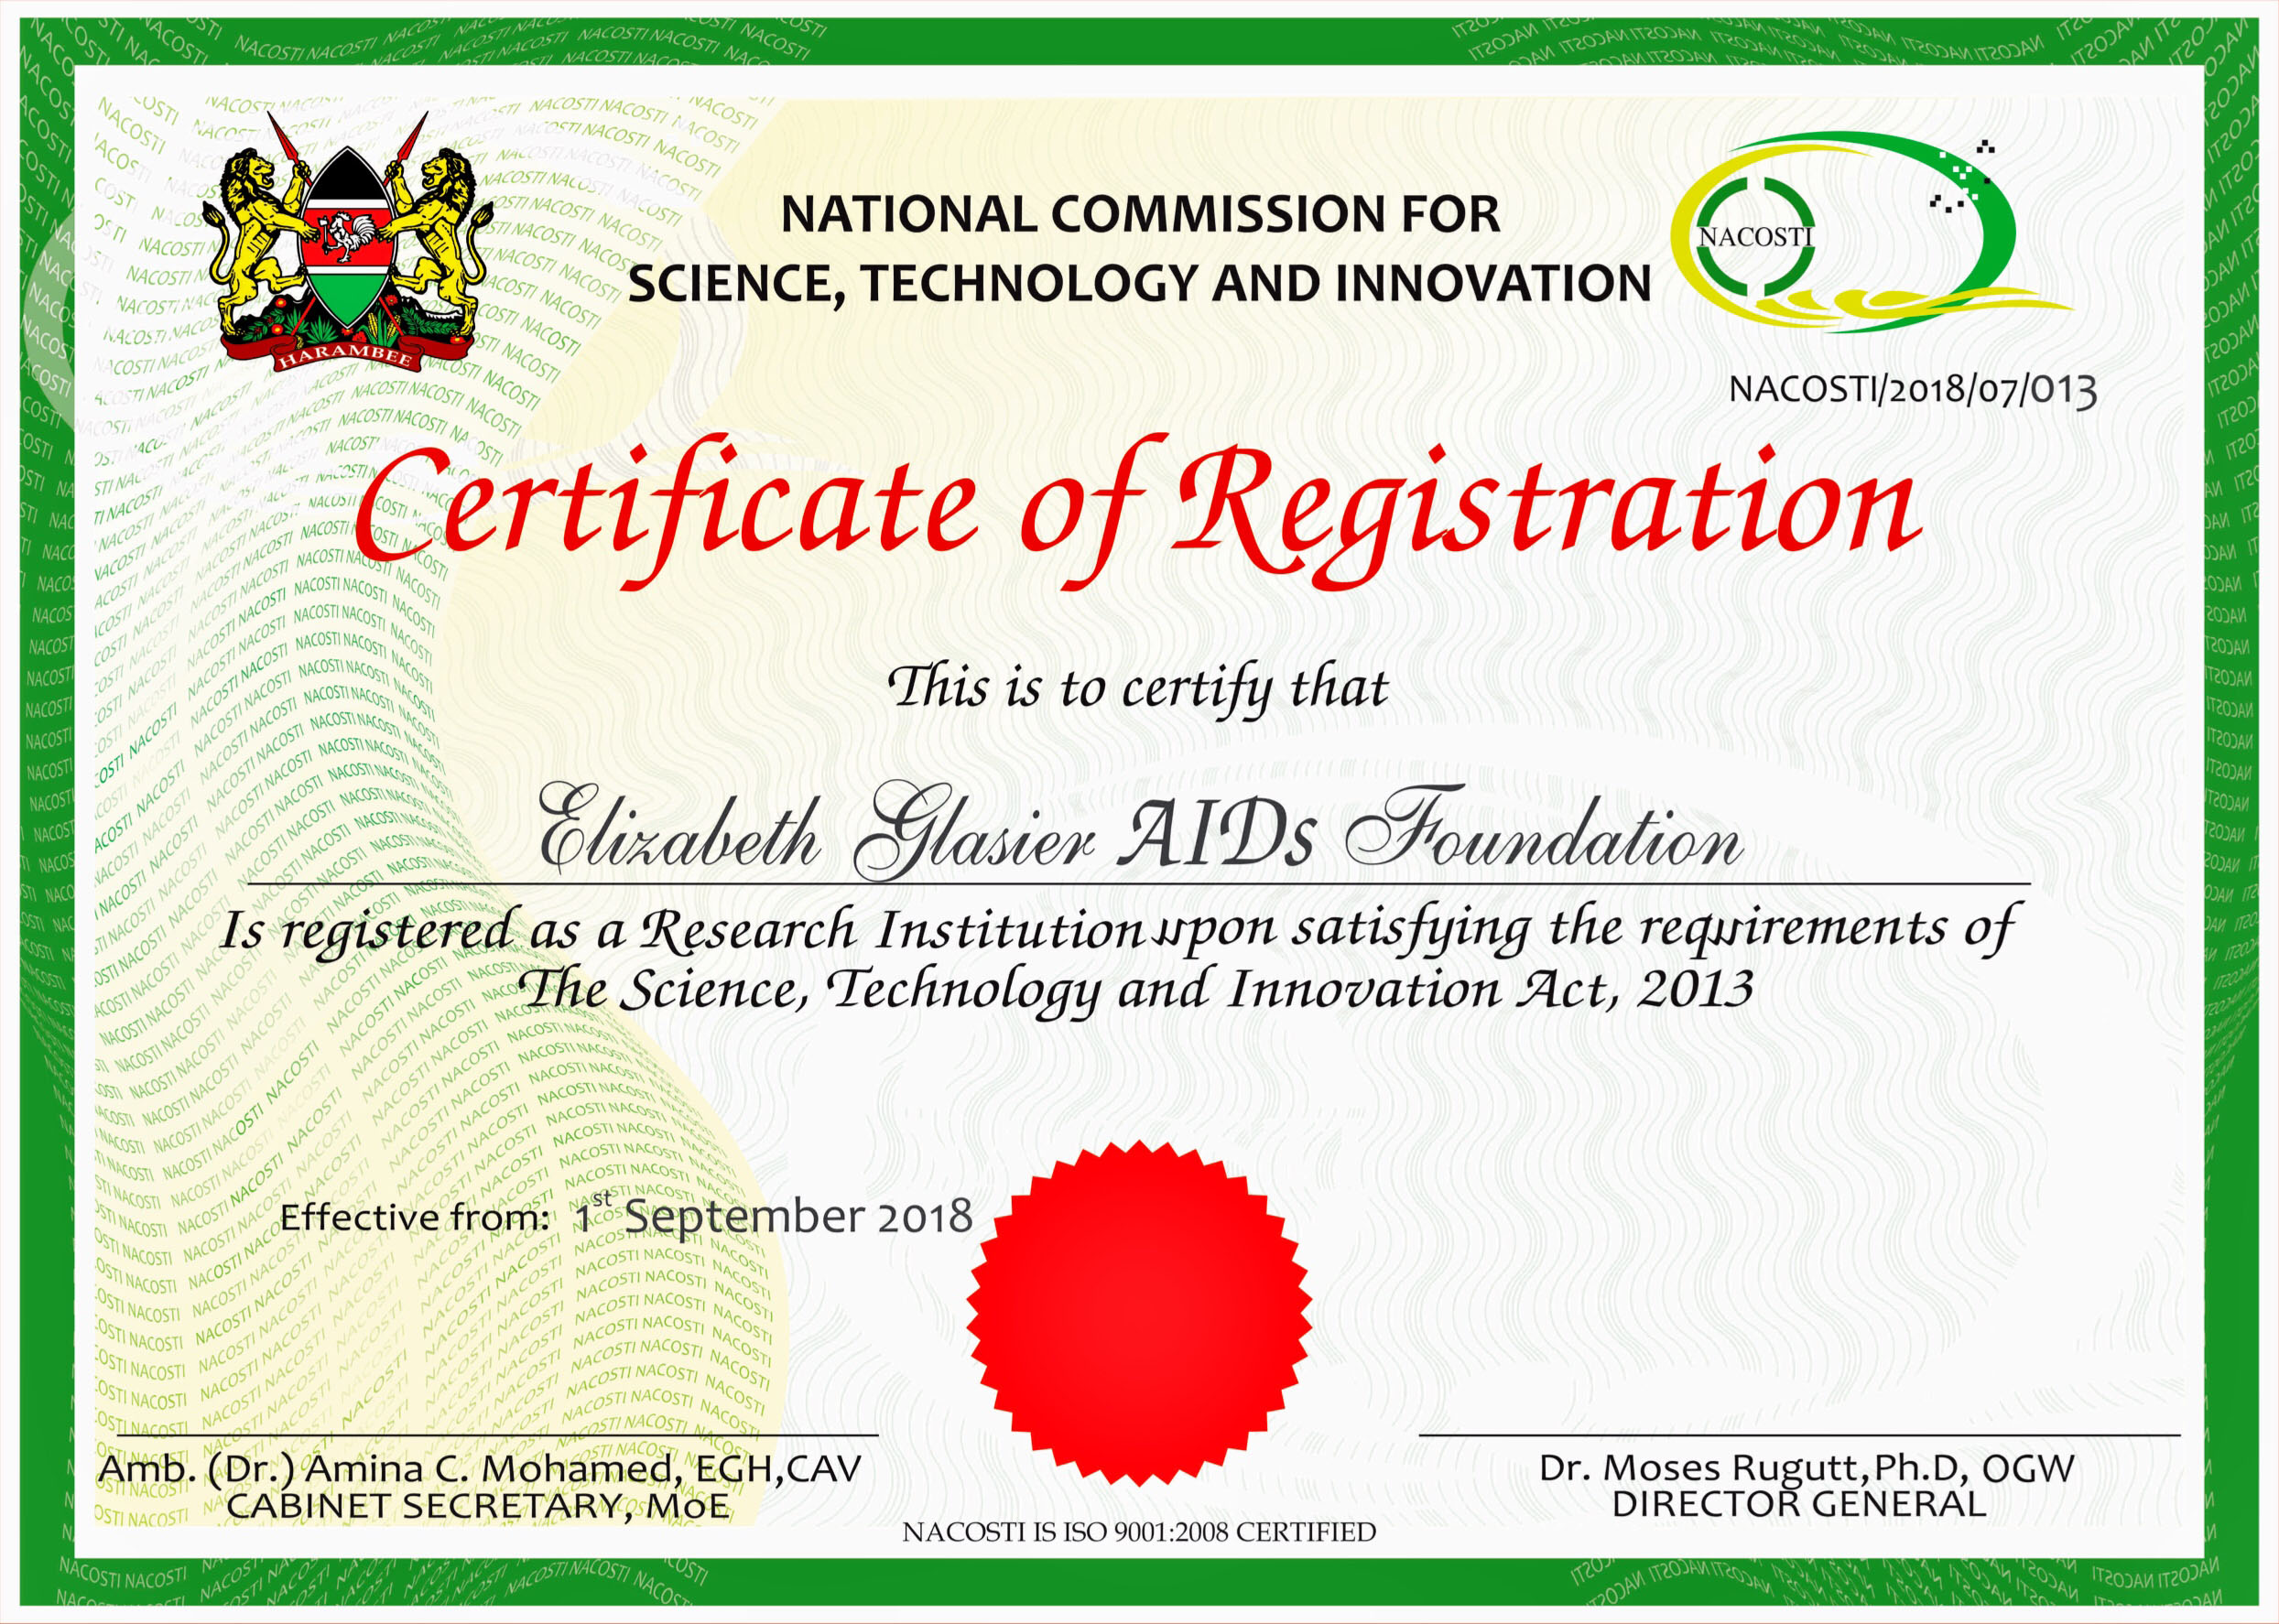 NATIONAL COMMISSION FOR
SCIENCE, TECHNOLOGY AND INNOVATION
HARAMBEE
NACOSTI
NACOSTI/2018/07/013
Certificate of Registration
This is to certify that
Elizabeth Glasier AIDs Foundation
Is registered as a Research Institution upon satisfying the requirements of
The Science, Technology and Innovation Act, 2013
Effective from: 1st September 2018
Amb. (Dr.) Amina C. Mohamed, EGH,CAV
CABINET SECRETARY, MoE
Dr. Moses Rugutt,Ph.D, OGW
DIRECTOR GENERAL
NACOSTI IS ISO 9001:2008 CERTIFIED